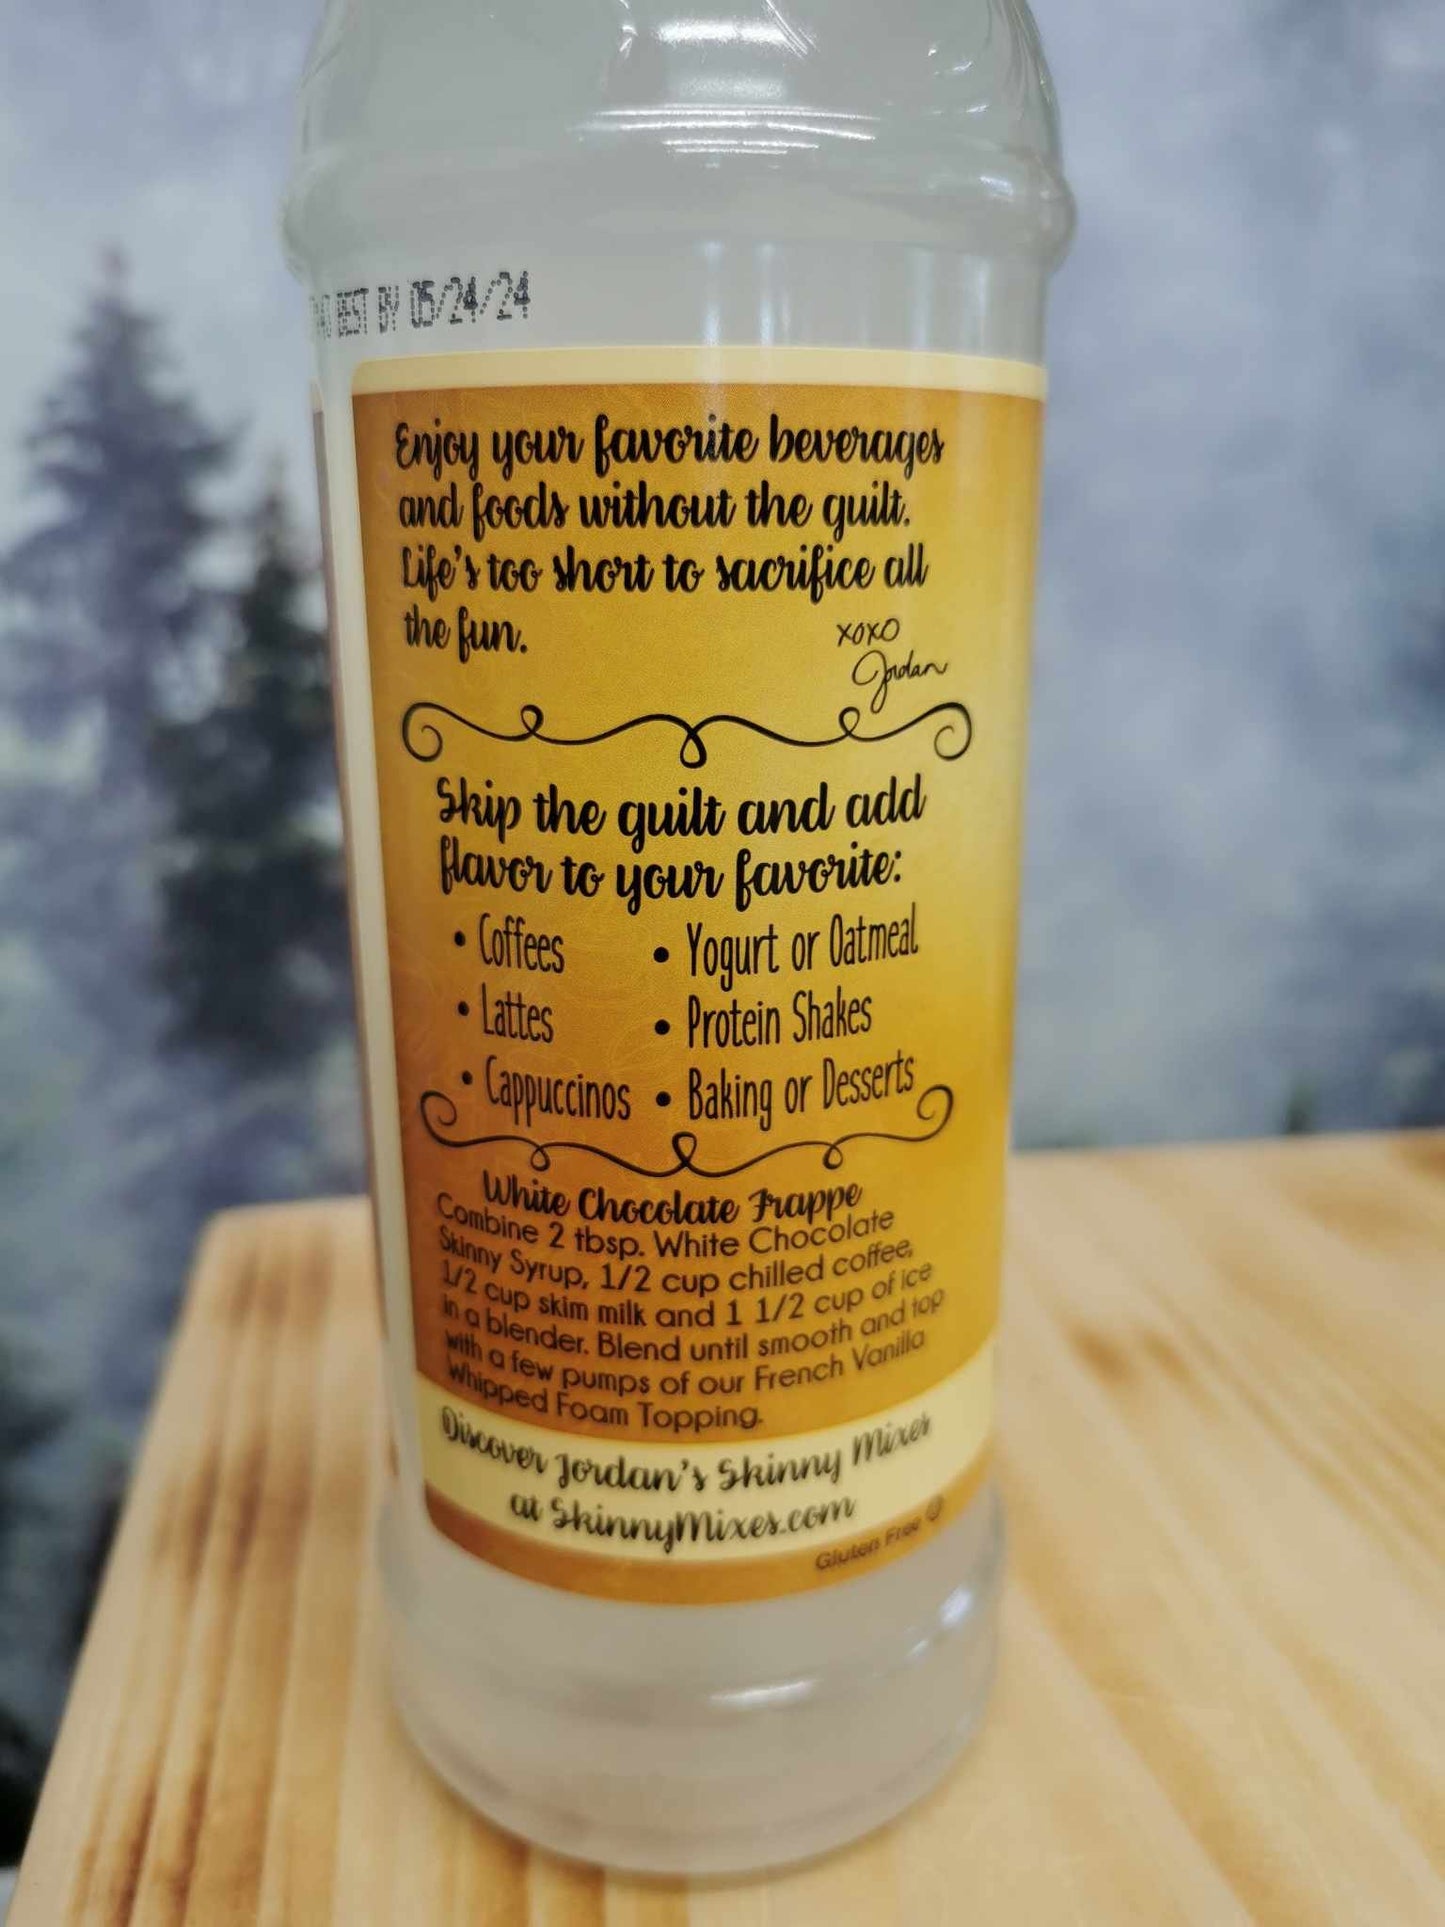 BEST BY 05/24/24
Enjoy your favorite beverages
and foods without the guilt.
Life's too short to sacrifice all
the fun.
xoxo
Jordan
Skip the guilt and add
flavor to your favorite:
• Coffees
• Lattes
• Cappuccinos
• Yogurt or Oatmeal
• Protein Shakes
• Baking or Desserts
White Chocolate Frappe
Combine 2 tbsp. White Chocolate
Skinny Syrup, 1/2 cup chilled coffee,
1/2 cup skim milk and 1 1/2 cup of ice
in a blender. Blend until smooth and top
with a few pumps of our French Vanilla
Whipped Foam Topping.
Discover Jordan's Skinny Mixes
at SkinnyMixes.com
Gluten Free